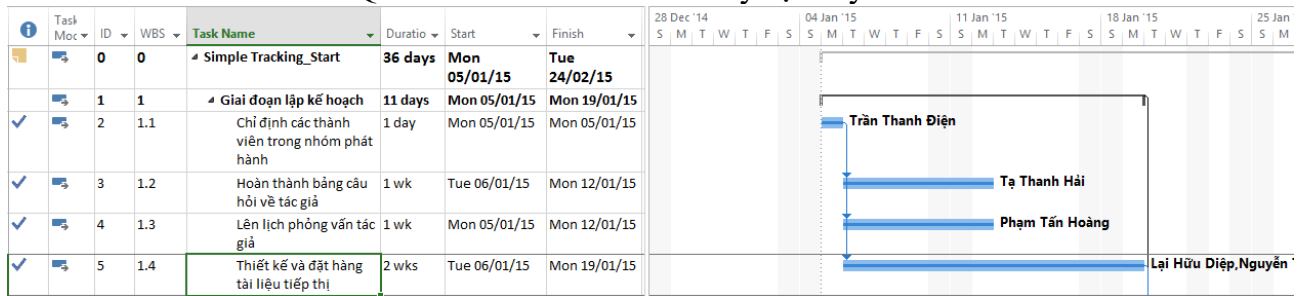 28 Dec '14 04 Jan '15 11 Jan '15 18 Jan '15 25 Jan
Task Mod ID WBS Task Name Duratio Start Finish
S M T W T F S S M T W T F S S M T W T F S S M T W T F S S M
0 0 Simple Tracking_Start 36 days Mon 05/01/15 Tue 24/02/15
1 1 Giai đoạn lập kế hoạch 11 days Mon 05/01/15 Mon 19/01/15
2 1.1 Chỉ định các thành viên trong nhóm phát hành 1 day Mon 05/01/15 Mon 05/01/15 Trần Thanh Điện
3 1.2 Hoàn thành bảng câu hỏi về tác giả 1 wk Tue 06/01/15 Mon 12/01/15 Tạ Thanh Hải
4 1.3 Lên lịch phỏng vấn tác giả 1 wk Mon 05/01/15 Mon 12/01/15 Phạm Tấn Hoàng
5 1.4 Thiết kế và đặt hàng tài liệu tiếp thị 2 wks Tue 06/01/15 Mon 19/01/15 Lại Hữu Diệp,Nguyễn